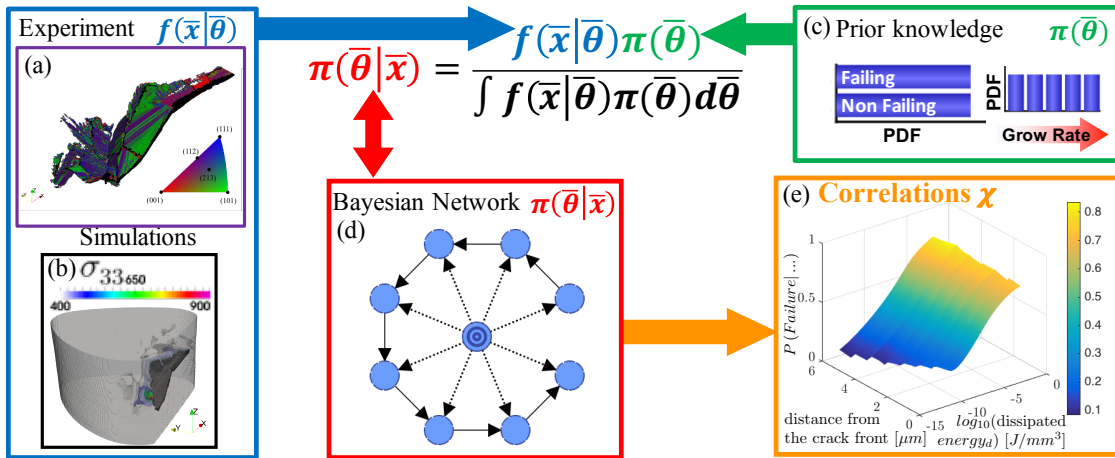 Experiment f(x̅|θ̅)
(a)
(111)
(112)
(213)
(001)
(101)
Simulations
(b) σ33 650
400 900
Z
Y
X
π(θ̅|x̅) = f(x̅|θ̅)π(θ̅)
∫ f(x̅|θ̅)π(θ̅)dθ̅
(c) Prior knowledge π(θ̅)
Failing
Non Failing
PDF
PDF
Grow Rate
Bayesian Network π(θ̅|x̅)
(d)
(e) Correlations χ
P (Failure| ...)
1
0.5
0
6
4
2
0
-15
-10
-5
0
distance from
the crack front [μm]
log10(dissipated
energy_d) [J/mm³]
0.8
0.7
0.6
0.5
0.4
0.3
0.2
0.1